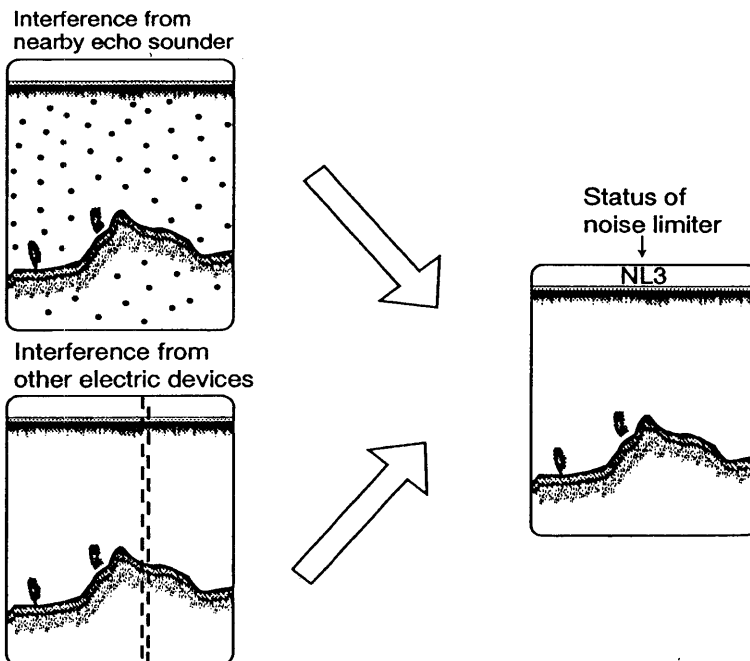 Interference from
nearby echo sounder
Status of
noise limiter
NL3
Interference from
other electric devices